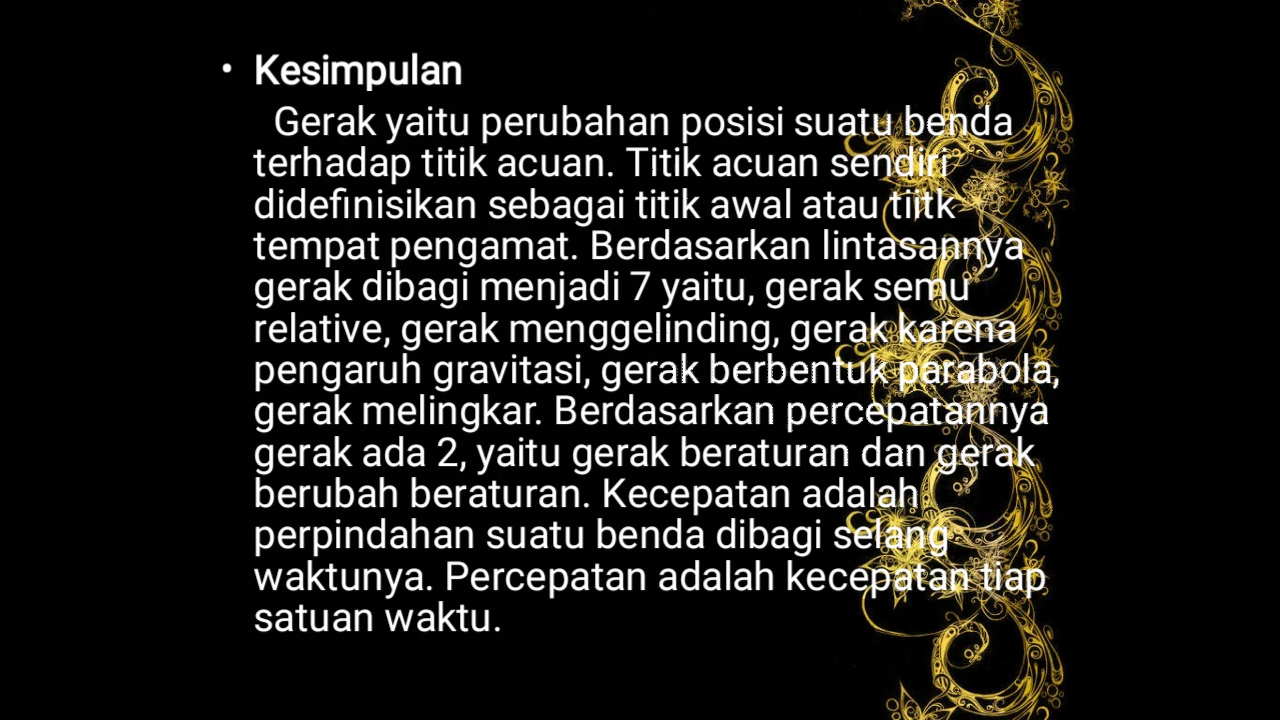 • Kesimpulan
Gerak yaitu perubahan posisi suatu benda
terhadap titik acuan. Titik acuan sendiri
didefinisikan sebagai titik awal atau tiitk
tempat pengamat. Berdasarkan lintasannya
gerak dibagi menjadi 7 yaitu, gerak semu
relative, gerak menggelinding, gerak karena
pengaruh gravitasi, gerak berbentuk parabola,
gerak melingkar. Berdasarkan percepatannya
gerak ada 2, yaitu gerak beraturan dan gerak
berubah beraturan. Kecepatan adalah
perpindahan suatu benda dibagi selang
waktunya. Percepatan adalah kecepatan tiap
satuan waktu.